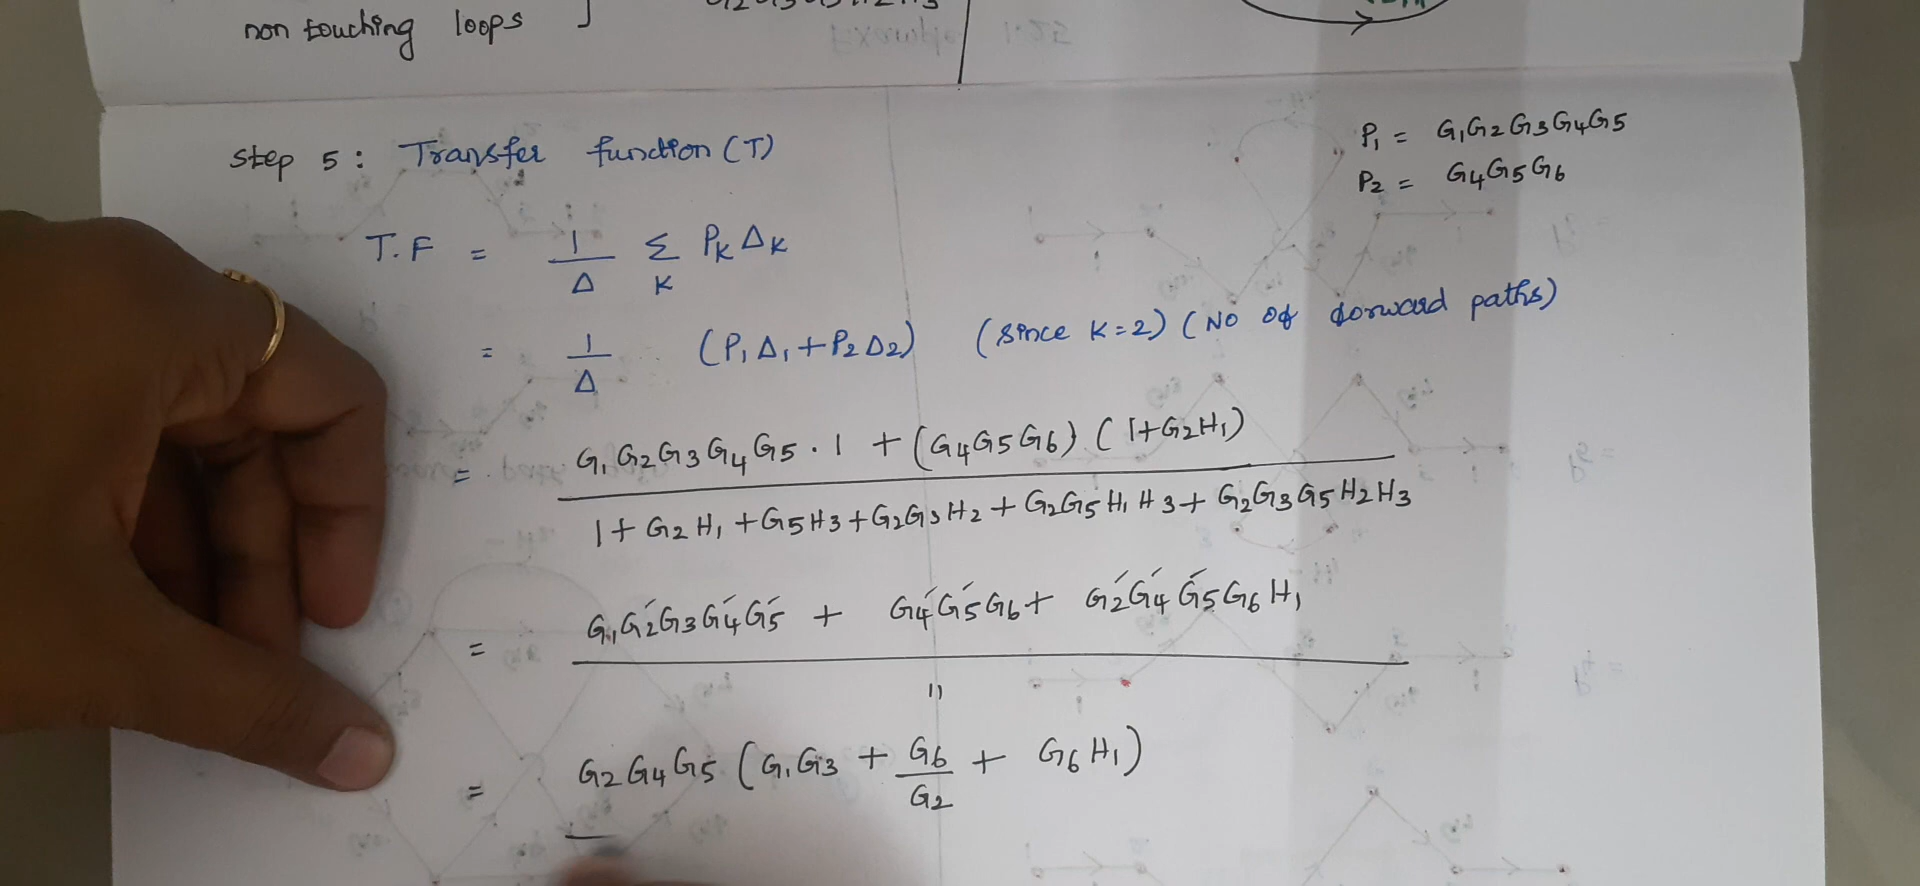 non touching loops ]
Step 5: Transfer function (T)
P₁ = G₁G₂G₃G₄G₅
P₂ = G₄G₅G₆
T.F = 1/Δ Σ_K P_K Δ_K
= 1/Δ (P₁Δ₁ + P₂Δ₂) (Since K=2) (No of forward paths)
= G₁G₂G₃G₄G₅ . 1 + (G₄G₅G₆) (1+G₂H₁)
1 + G₂H₁ + G₅H₃ + G₂G₃H₂ + G₂G₅H₁H₃ + G₂G₃G₅H₂H₃
= G₁G₂G₃G₄G₅ + G₄G₅G₆ + G₂G₄G₅G₆H₁
"
= G₂G₄G₅ (G₁G₃ + G₆/G₂ + G₆H₁)